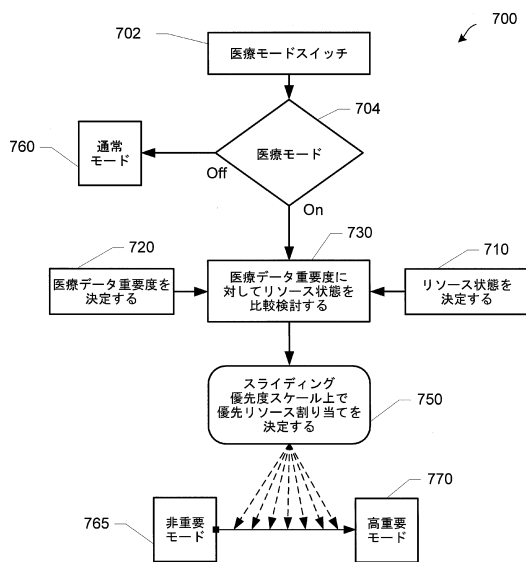 700
702
医療モードスイッチ
704
医療モード
760
通常
モード
Off
On
720
医療データ重要度を
決定する
730
医療データ重要度に
対してリソース状態を
比較検討する
710
リソース状態を
決定する
スライディング
優先度スケール上で
優先リソース割り当てを
決定する
750
765
非重要
モード
770
高重要
モード